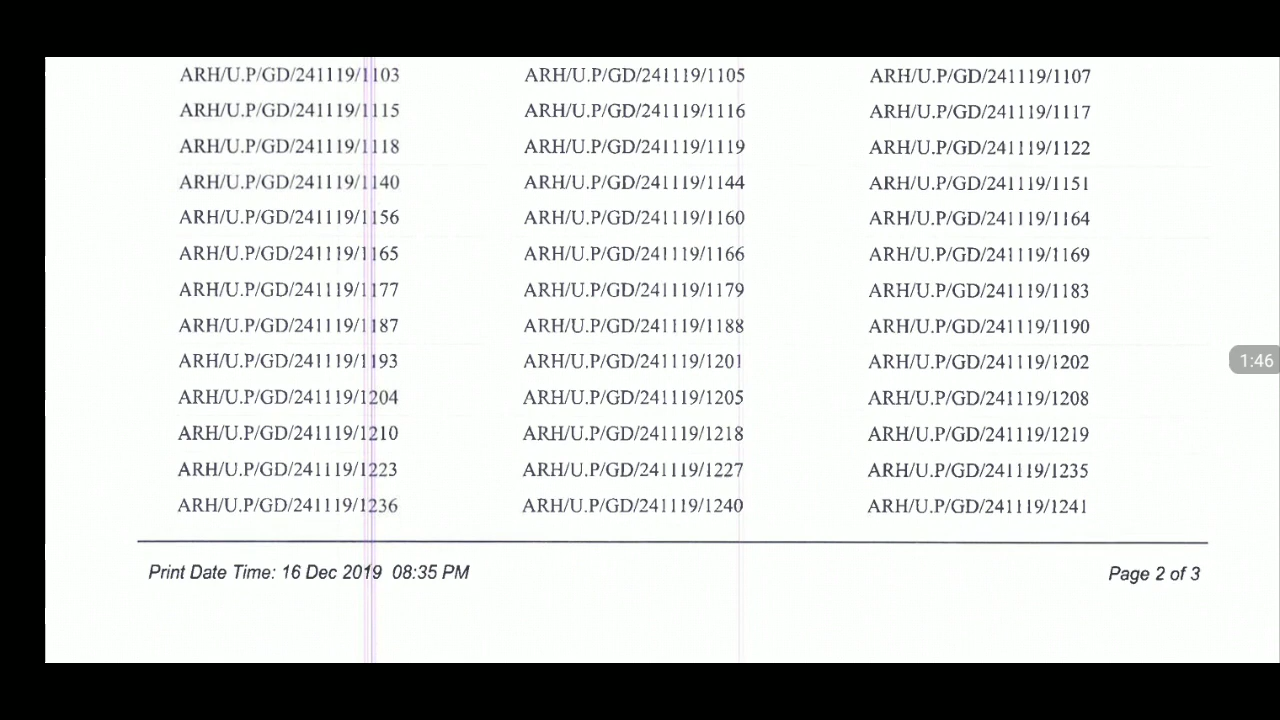 ARH/U.P/GD/241119/1103 ARH/U.P/GD/241119/1105 ARH/U.P/GD/241119/1107
ARH/U.P/GD/241119/1115 ARH/U.P/GD/241119/1116 ARH/U.P/GD/241119/1117
ARH/U.P/GD/241119/1118 ARH/U.P/GD/241119/1119 ARH/U.P/GD/241119/1122
ARH/U.P/GD/241119/1140 ARH/U.P/GD/241119/1144 ARH/U.P/GD/241119/1151
ARH/U.P/GD/241119/1156 ARH/U.P/GD/241119/1160 ARH/U.P/GD/241119/1164
ARH/U.P/GD/241119/1165 ARH/U.P/GD/241119/1166 ARH/U.P/GD/241119/1169
ARH/U.P/GD/241119/1177 ARH/U.P/GD/241119/1179 ARH/U.P/GD/241119/1183
ARH/U.P/GD/241119/1187 ARH/U.P/GD/241119/1188 ARH/U.P/GD/241119/1190
ARH/U.P/GD/241119/1193 ARH/U.P/GD/241119/1201 ARH/U.P/GD/241119/1202
ARH/U.P/GD/241119/1204 ARH/U.P/GD/241119/1205 ARH/U.P/GD/241119/1208
ARH/U.P/GD/241119/1210 ARH/U.P/GD/241119/1218 ARH/U.P/GD/241119/1219
ARH/U.P/GD/241119/1223 ARH/U.P/GD/241119/1227 ARH/U.P/GD/241119/1235
ARH/U.P/GD/241119/1236 ARH/U.P/GD/241119/1240 ARH/U.P/GD/241119/1241
Print Date Time: 16 Dec 2019 08:35 PM Page 2 of 3
1:46